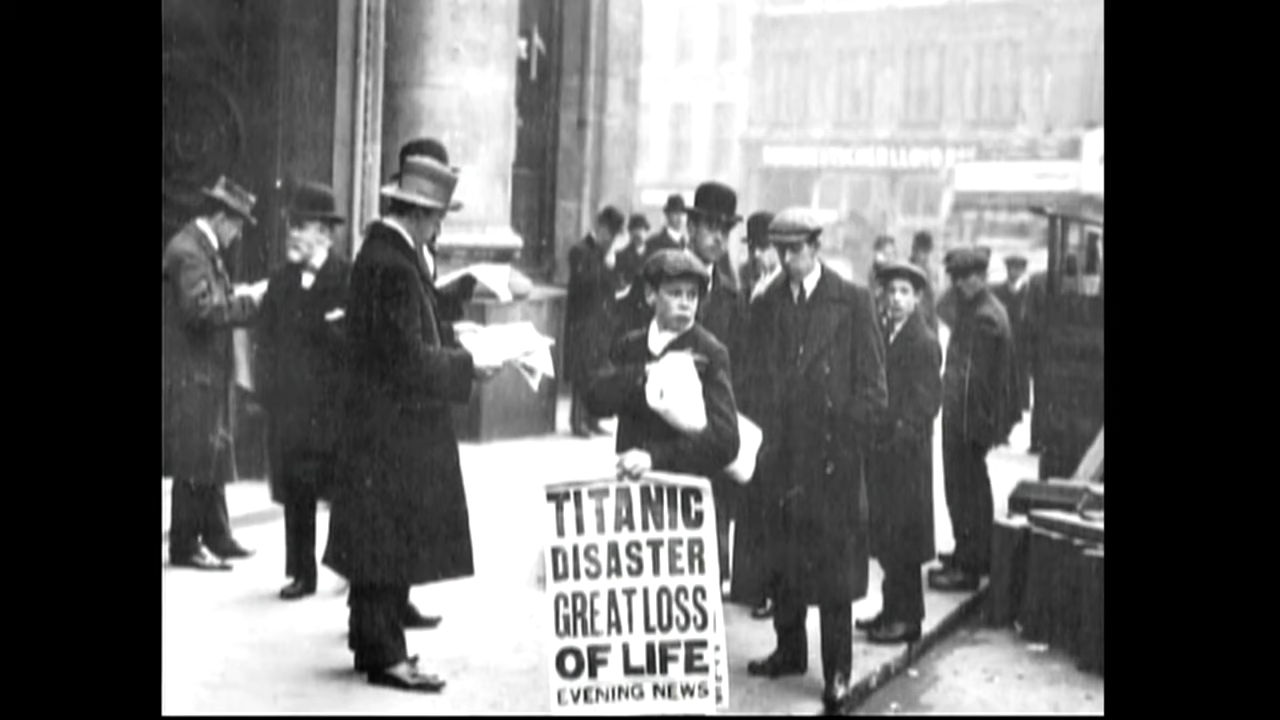 TITANIC
DISASTER
GREAT LOSS
OF LIFE
EVENING NEWS